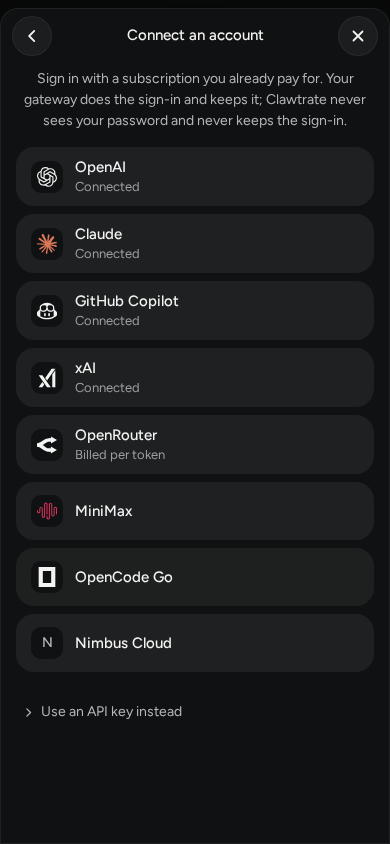 Connect an account
Sign in with a subscription you already pay for. Your
gateway does the sign-in and keeps it; Clawtrate never
sees your password and never keeps the sign-in.
OpenAI
Connected
Claude
Connected
GitHub Copilot
Connected
xAI
Connected
OpenRouter
Billed per token
MiniMax
OpenCode Go
N
Nimbus Cloud
Use an API key instead